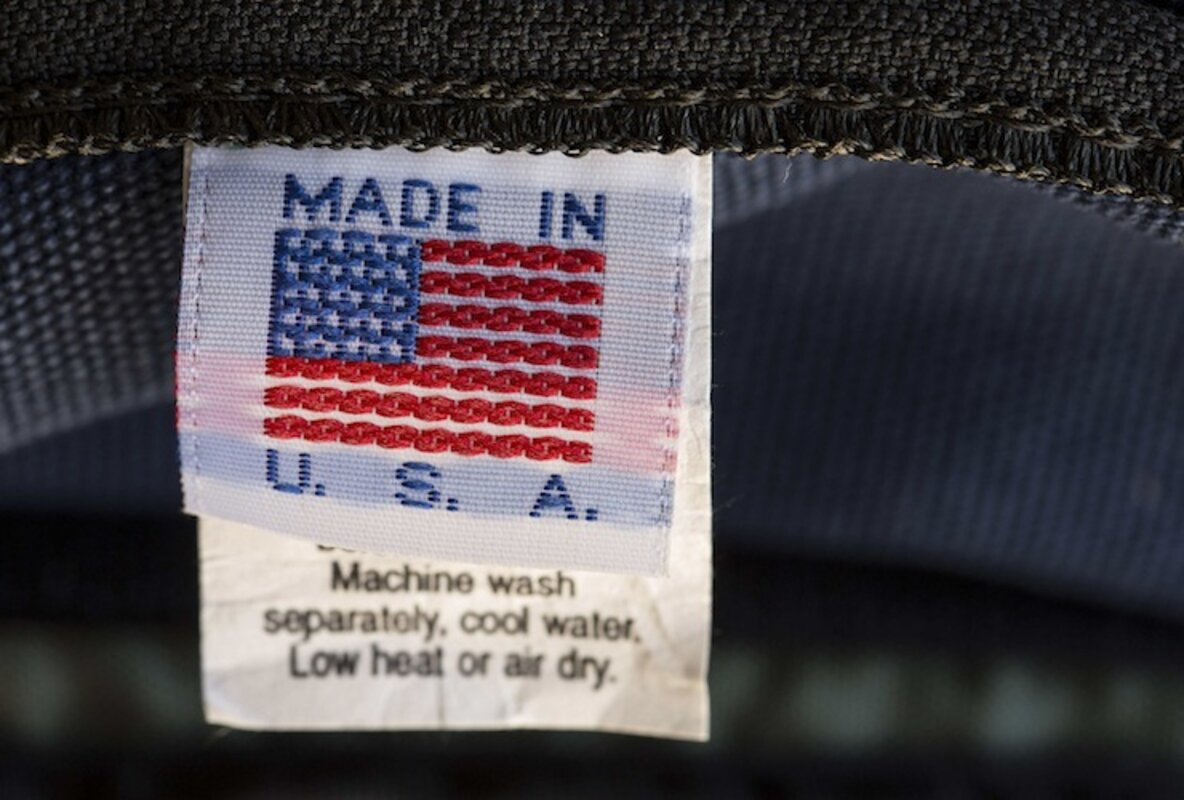 MADE IN
U. S. A.
Machine wash
separately, cool water.
Low heat or air dry.